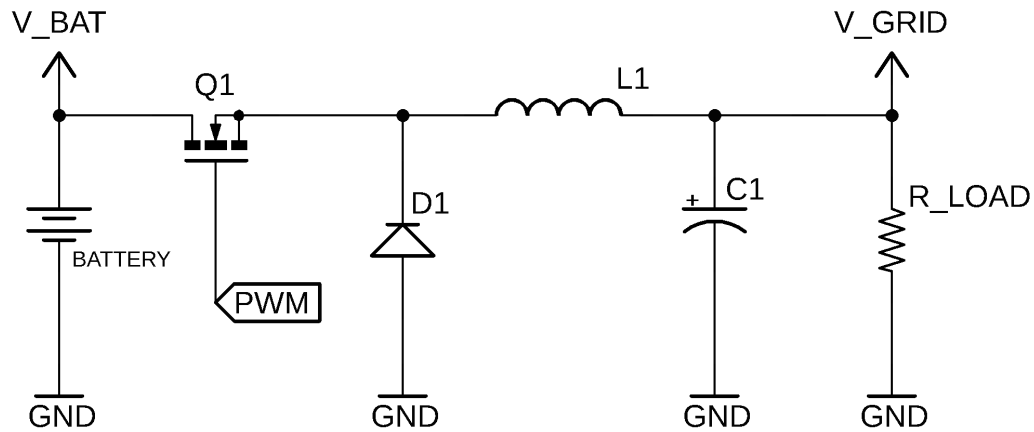 V_BAT
V_GRID
Q1
L1
D1
C1
+
R_LOAD
BATTERY
PWM
GND
GND
GND
GND